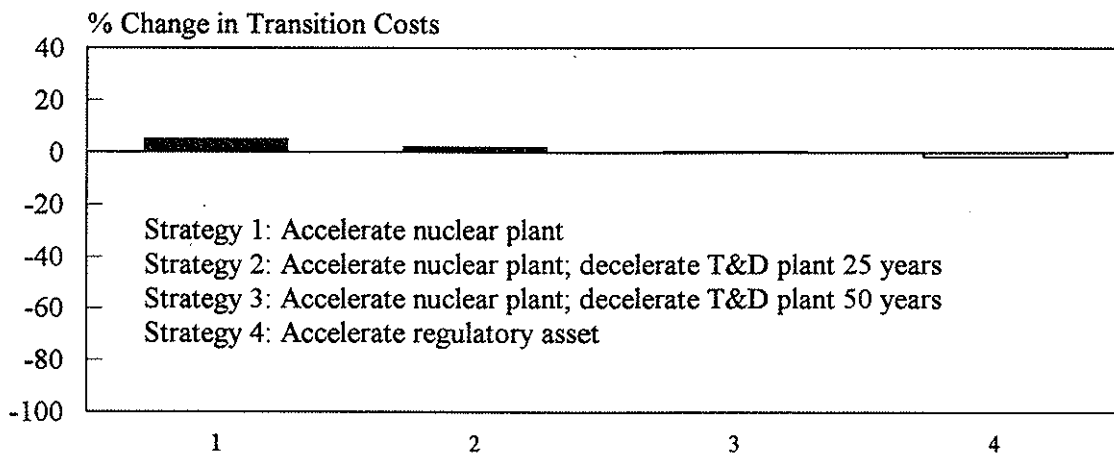 % Change in Transition Costs
40
20
0
-20
-40
-60
-80
-100
Strategy 1: Accelerate nuclear plant
Strategy 2: Accelerate nuclear plant; decelerate T&D plant 25 years
Strategy 3: Accelerate nuclear plant; decelerate T&D plant 50 years
Strategy 4: Accelerate regulatory asset
1 2 3 4